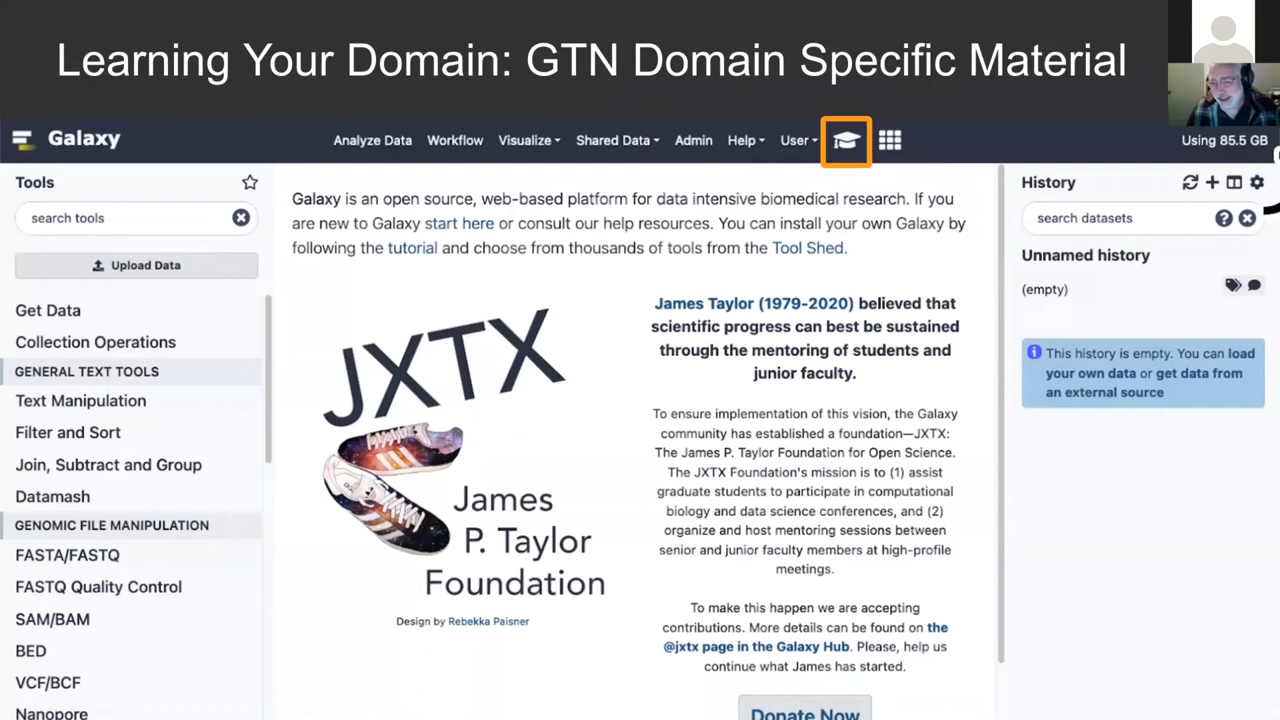 Learning Your Domain: GTN Domain Specific Material
Galaxy
Analyze Data Workflow Visualize Shared Data Admin Help User
Using 85.5 GB
Tools
search tools
Upload Data
Get Data
Collection Operations
GENERAL TEXT TOOLS
Text Manipulation
Filter and Sort
Join, Subtract and Group
Datamash
GENOMIC FILE MANIPULATION
FASTA/FASTQ
FASTQ Quality Control
SAM/BAM
BED
VCF/BCF
Nanopore
Galaxy is an open source, web-based platform for data intensive biomedical research. If you
are new to Galaxy start here or consult our help resources. You can install your own Galaxy by
following the tutorial and choose from thousands of tools from the Tool Shed.
JXTX
James
P. Taylor
Foundation
Design by Rebekka Paisner
James Taylor (1979-2020) believed that
scientific progress can best be sustained
through the mentoring of students and
junior faculty.
To ensure implementation of this vision, the Galaxy
community has established a foundation—JXTX:
The James P. Taylor Foundation for Open Science.
The JXTX Foundation's mission is to (1) assist
graduate students to participate in computational
biology and data science conferences, and (2)
organize and host mentoring sessions between
senior and junior faculty members at high-profile
meetings.
To make this happen we are accepting
contributions. More details can be found on the
@jxtx page in the Galaxy Hub. Please, help us
continue what James has started.
Donate Now
History
search datasets
Unnamed history
(empty)
This history is empty. You can load
your own data or get data from
an external source